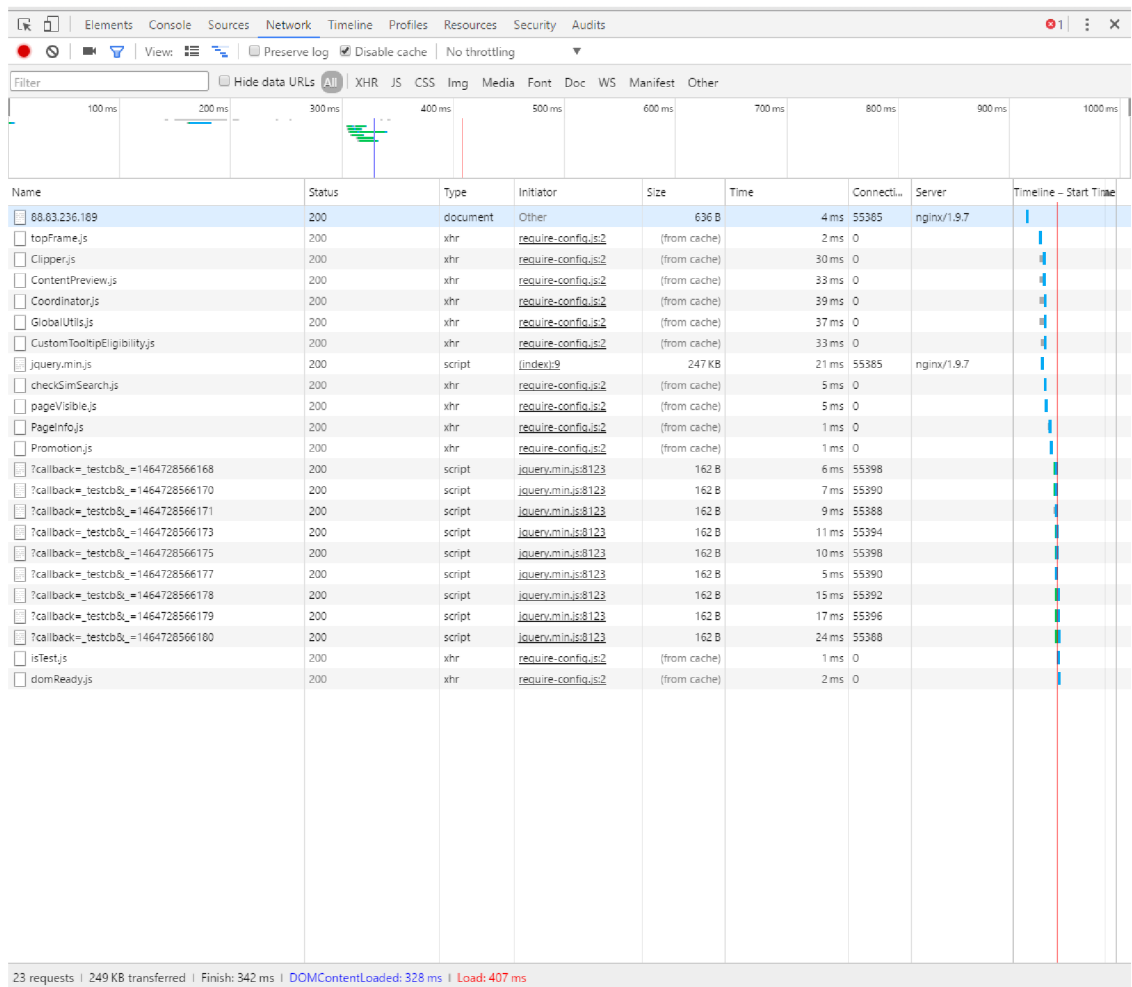 Elements Console Sources Network Timeline Profiles Resources Security Audits 1
View: Preserve log Disable cache No throttling
Filter Hide data URLs All XHR JS CSS Img Media Font Doc WS Manifest Other
100 ms 200 ms 300 ms 400 ms 500 ms 600 ms 700 ms 800 ms 900 ms 1000 ms
Name Status Type Initiator Size Time Connecti... Server Timeline – Start Time
88.83.236.189 200 document Other 636 B 4 ms 55385 nginx/1.9.7
topFrame.js 200 xhr require-config.js:2 (from cache) 2 ms 0
Clipper.js 200 xhr require-config.js:2 (from cache) 30 ms 0
ContentPreview.js 200 xhr require-config.js:2 (from cache) 33 ms 0
Coordinator.js 200 xhr require-config.js:2 (from cache) 39 ms 0
GlobalUtils.js 200 xhr require-config.js:2 (from cache) 37 ms 0
CustomTooltipEligibility.js 200 xhr require-config.js:2 (from cache) 33 ms 0
jquery.min.js 200 script (index):9 247 KB 21 ms 55385 nginx/1.9.7
checkSimSearch.js 200 xhr require-config.js:2 (from cache) 5 ms 0
pageVisible.js 200 xhr require-config.js:2 (from cache) 5 ms 0
PageInfo.js 200 xhr require-config.js:2 (from cache) 1 ms 0
Promotion.js 200 xhr require-config.js:2 (from cache) 1 ms 0
?callback=_testcb&_=1464728566168 200 script jquery.min.js:8123 162 B 6 ms 55398
?callback=_testcb&_=1464728566170 200 script jquery.min.js:8123 162 B 7 ms 55390
?callback=_testcb&_=1464728566171 200 script jquery.min.js:8123 162 B 9 ms 55388
?callback=_testcb&_=1464728566173 200 script jquery.min.js:8123 162 B 11 ms 55394
?callback=_testcb&_=1464728566175 200 script jquery.min.js:8123 162 B 10 ms 55398
?callback=_testcb&_=1464728566177 200 script jquery.min.js:8123 162 B 5 ms 55390
?callback=_testcb&_=1464728566178 200 script jquery.min.js:8123 162 B 15 ms 55392
?callback=_testcb&_=1464728566179 200 script jquery.min.js:8123 162 B 17 ms 55396
?callback=_testcb&_=1464728566180 200 script jquery.min.js:8123 162 B 24 ms 55388
isTest.js 200 xhr require-config.js:2 (from cache) 1 ms 0
domReady.js 200 xhr require-config.js:2 (from cache) 2 ms 0
23 requests | 249 KB transferred | Finish: 342 ms | DOMContentLoaded: 328 ms | Load: 407 ms